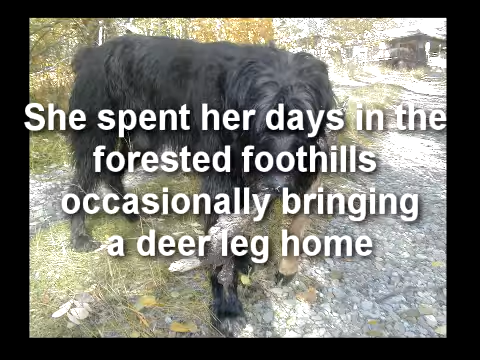 She spent her days in the
forested foothills
occasionally bringing
a deer leg home